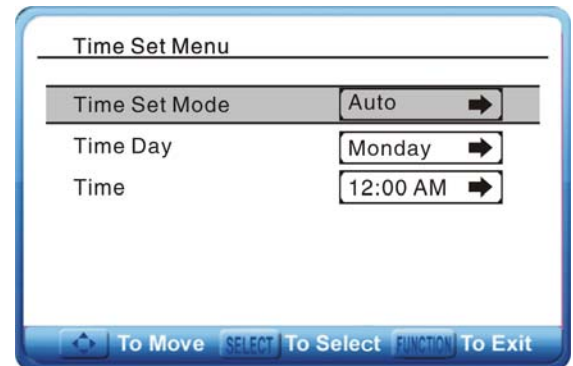 Time Set Menu
Time Set Mode Auto
Time Day Monday
Time 12:00 AM
To Move SELECT To Select FUNCTION To Exit